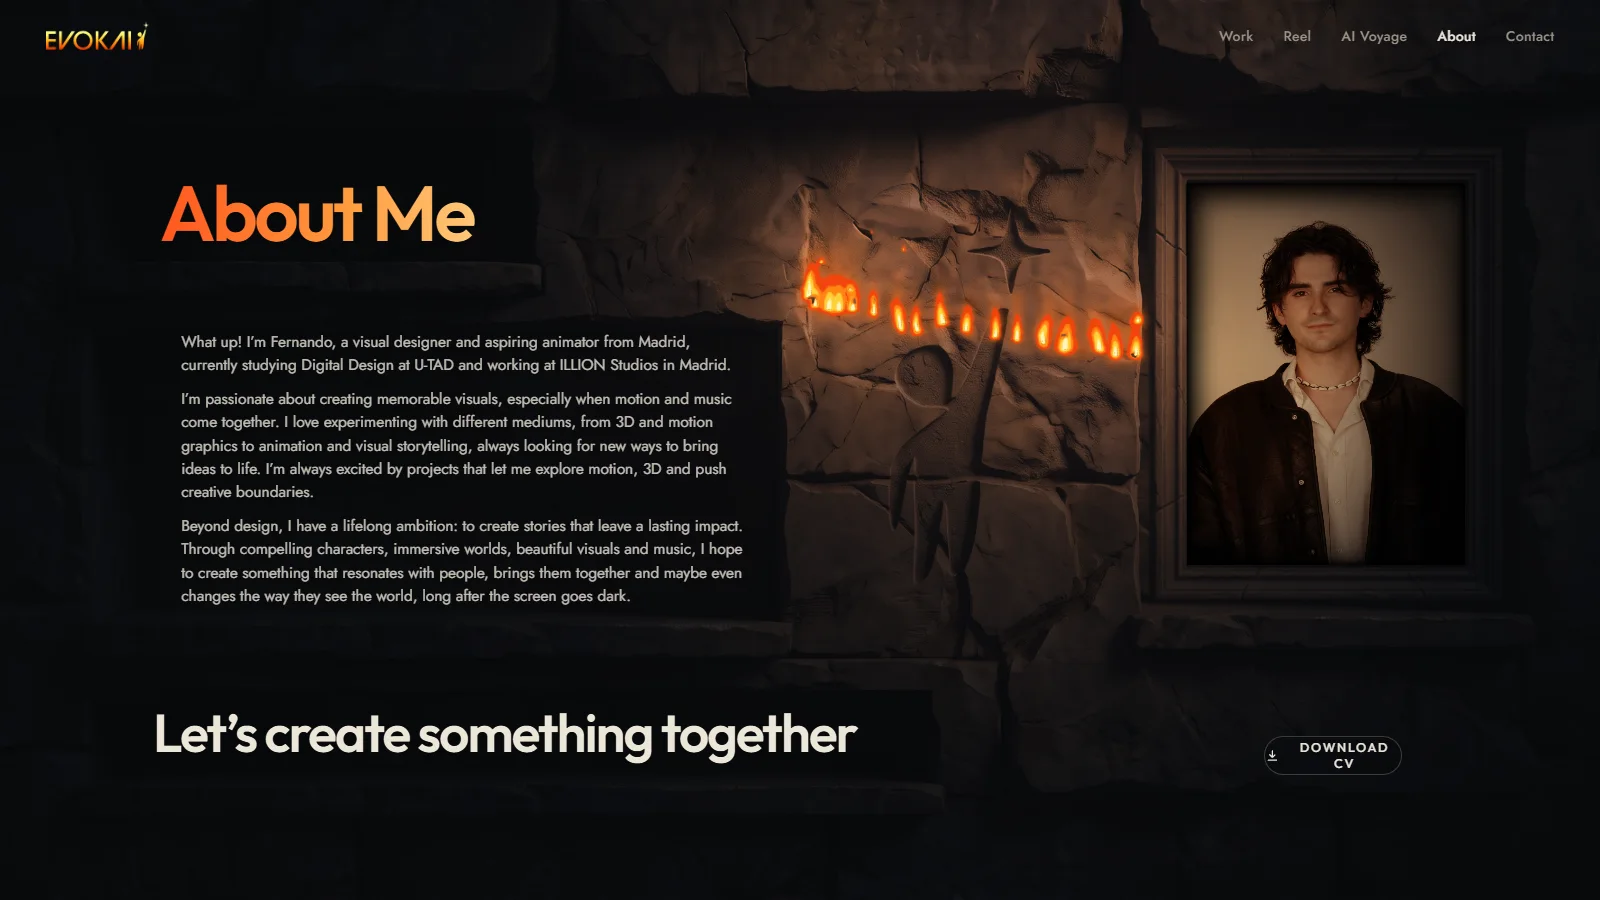 EVOKAI
Work
Reel
AI Voyage
About
Contact
About Me
What up! I’m Fernando, a visual designer and aspiring animator from Madrid,
currently studying Digital Design at U-TAD and working at ILLION Studios in Madrid.
I’m passionate about creating memorable visuals, especially when motion and music
come together. I love experimenting with different mediums, from 3D and motion
graphics to animation and visual storytelling, always looking for new ways to bring
ideas to life. I’m always excited by projects that let me explore motion, 3D and push
creative boundaries.
Beyond design, I have a lifelong ambition: to create stories that leave a lasting impact.
Through compelling characters, immersive worlds, beautiful visuals and music, I hope
to create something that resonates with people, brings them together and maybe even
changes the way they see the world, long after the screen goes dark.
Let’s create something together
DOWNLOAD
CV